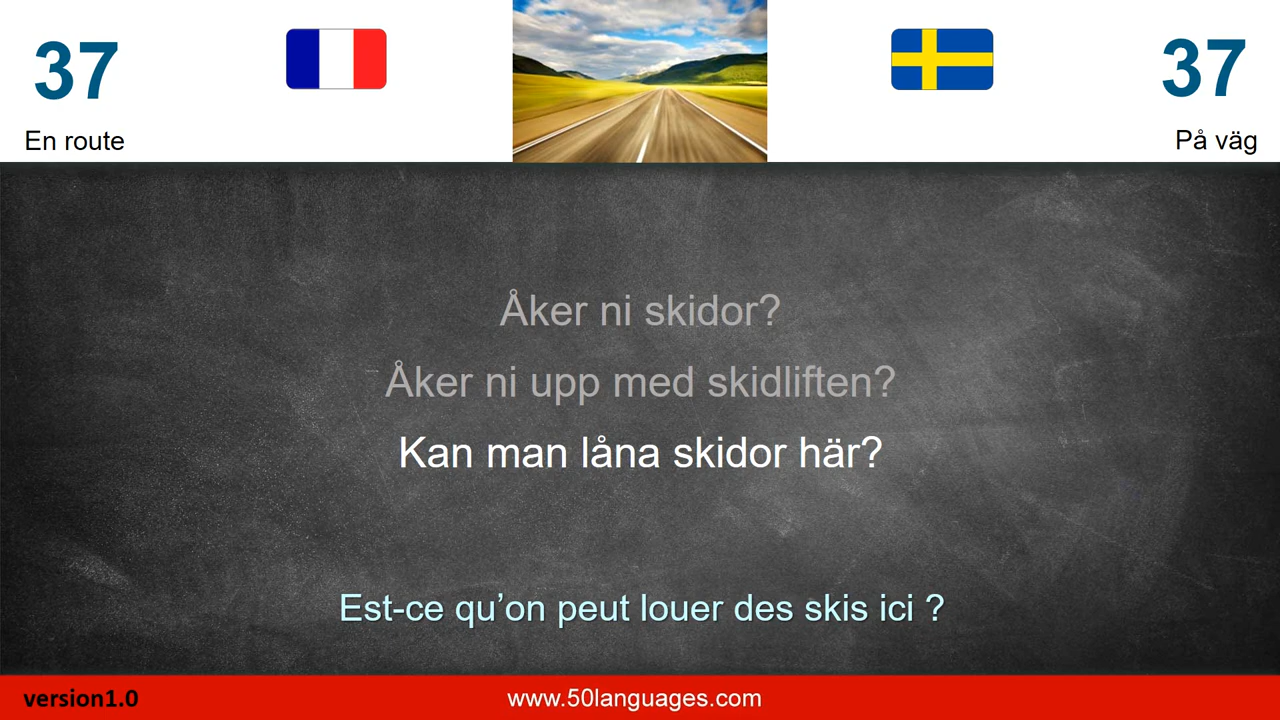 37
37
En route
På väg
Åker ni skidor?
Åker ni upp med skidliften?
Kan man låna skidor här?
Est-ce qu’on peut louer des skis ici ?
version1.0
www.50languages.com